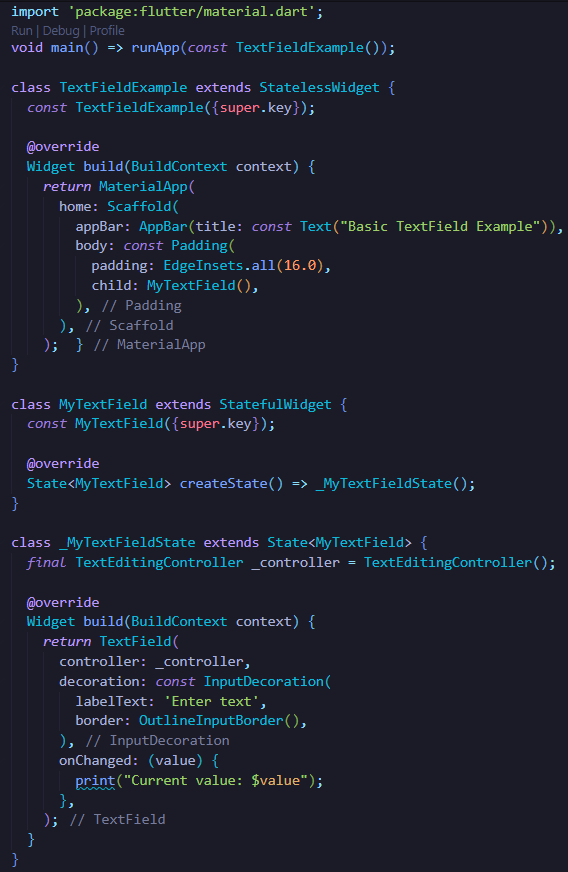 import 'package:flutter/material.dart';
Run | Debug | Profile
void main() => runApp(const TextFieldExample());

class TextFieldExample extends StatelessWidget {
  const TextFieldExample({super.key});

  @override
  Widget build(BuildContext context) {
    return MaterialApp(
      home: Scaffold(
        appBar: AppBar(title: const Text("Basic TextField Example")),
        body: const Padding(
          padding: EdgeInsets.all(16.0),
          child: MyTextField(),
        ), // Padding
      ), // Scaffold
    );  } // MaterialApp
}

class MyTextField extends StatefulWidget {
  const MyTextField({super.key});

  @override
  State<MyTextField> createState() => _MyTextFieldState();
}

class _MyTextFieldState extends State<MyTextField> {
  final TextEditingController _controller = TextEditingController();

  @override
  Widget build(BuildContext context) {
    return TextField(
      controller: _controller,
      decoration: const InputDecoration(
        labelText: 'Enter text',
        border: OutlineInputBorder(),
      ), // InputDecoration
      onChanged: (value) {
        print("Current value: $value");
      },
    ); // TextField
  }
}